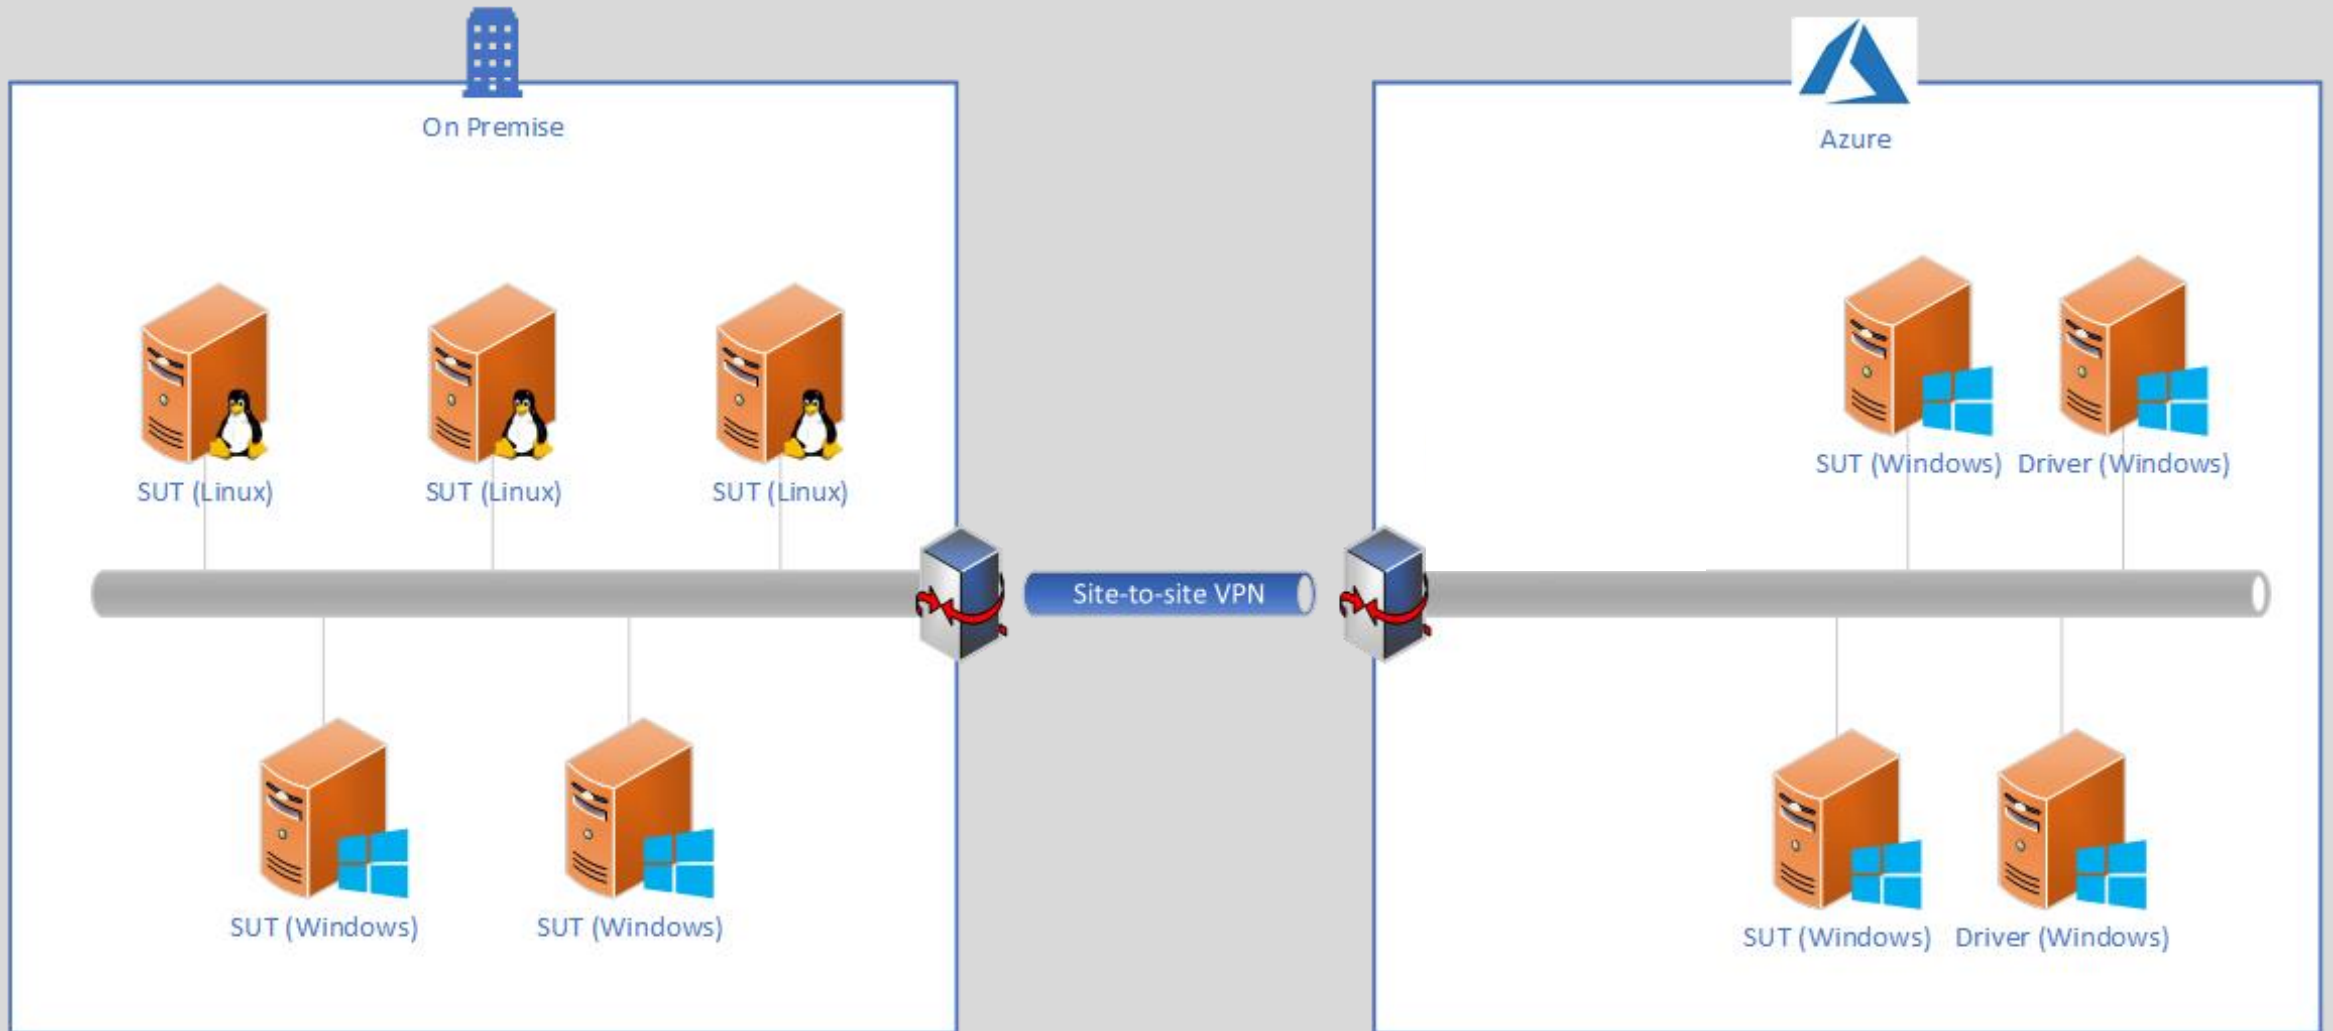 On Premise
Azure
SUT (Linux)
SUT (Linux)
SUT (Linux)
SUT (Windows)
Driver (Windows)
Site-to-site VPN
SUT (Windows)
SUT (Windows)
SUT (Windows)
Driver (Windows)